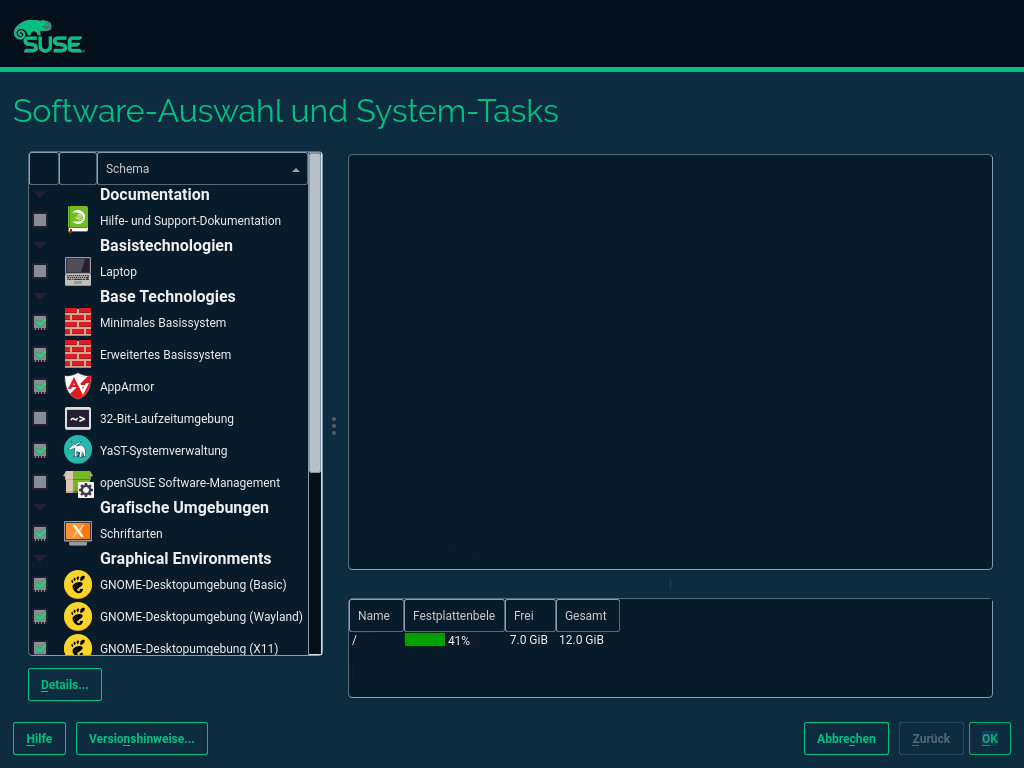 SUSE
Software-Auswahl und System-Tasks
Schema
Documentation
Hilfe- und Support-Dokumentation
Basistechnologien
Laptop
Base Technologies
Minimales Basissystem
Erweitertes Basissystem
AppArmor
~>
32-Bit-Laufzeitumgebung
YaST-Systemverwaltung
openSUSE Software-Management
Grafische Umgebungen
X
Schriftarten
Graphical Environments
GNOME-Desktopumgebung (Basic)
GNOME-Desktopumgebung (Wayland)
GNOME-Desktopumgebung (X11)
Details...
Name Festplattenbele Frei Gesamt
/ 41% 7.0 GiB 12.0 GiB
Hilfe Versionshinweise... Abbrechen Zurück OK